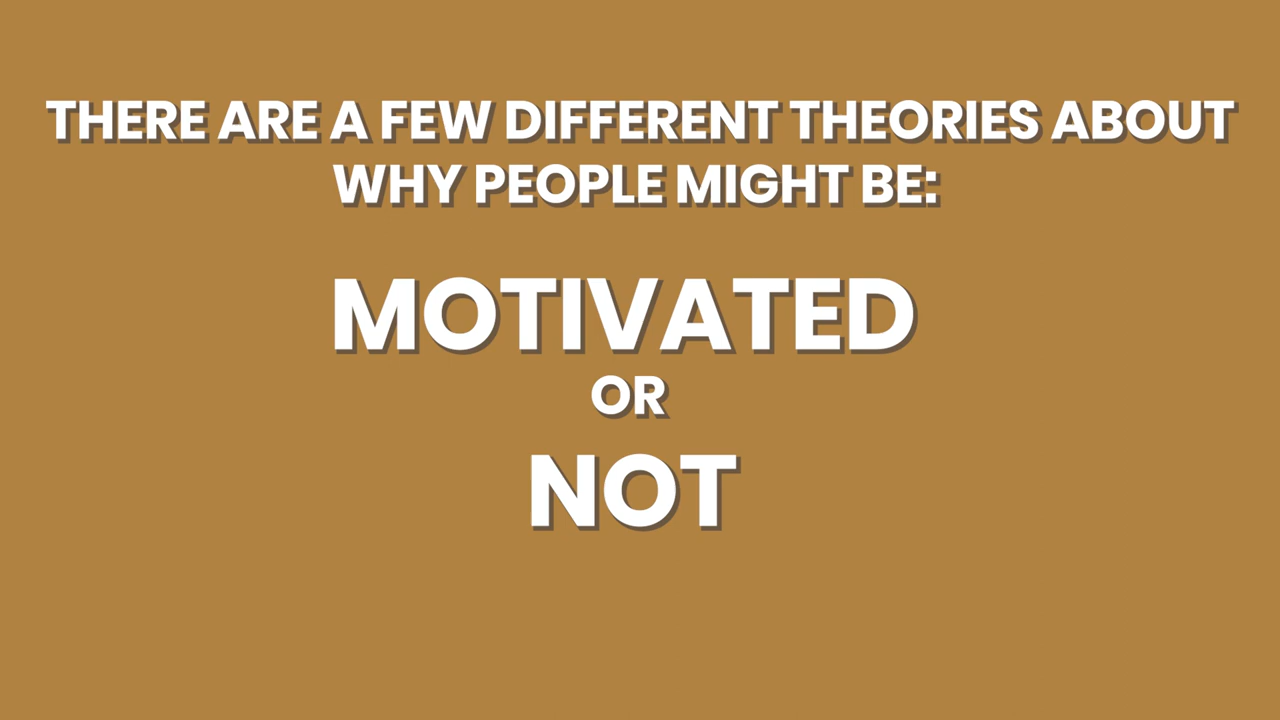 THERE ARE A FEW DIFFERENT THEORIES ABOUT
WHY PEOPLE MIGHT BE:
MOTIVATED
OR
NOT